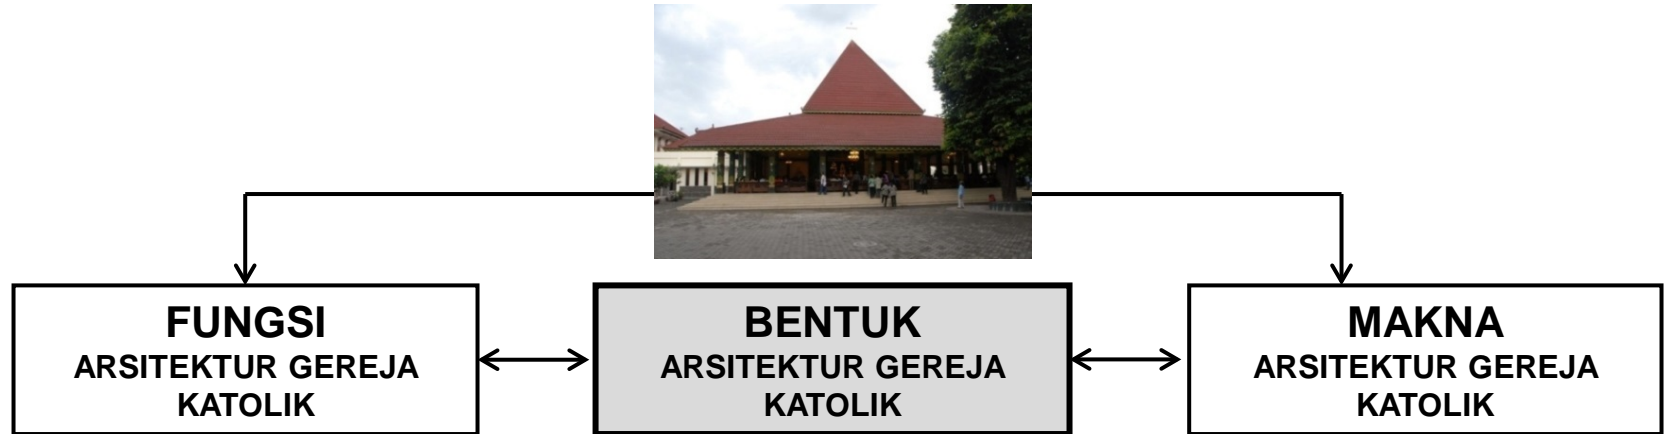 FUNGSI
ARSITEKTUR GEREJA
KATOLIK
BENTUK
ARSITEKTUR GEREJA
KATOLIK
MAKNA
ARSITEKTUR GEREJA
KATOLIK